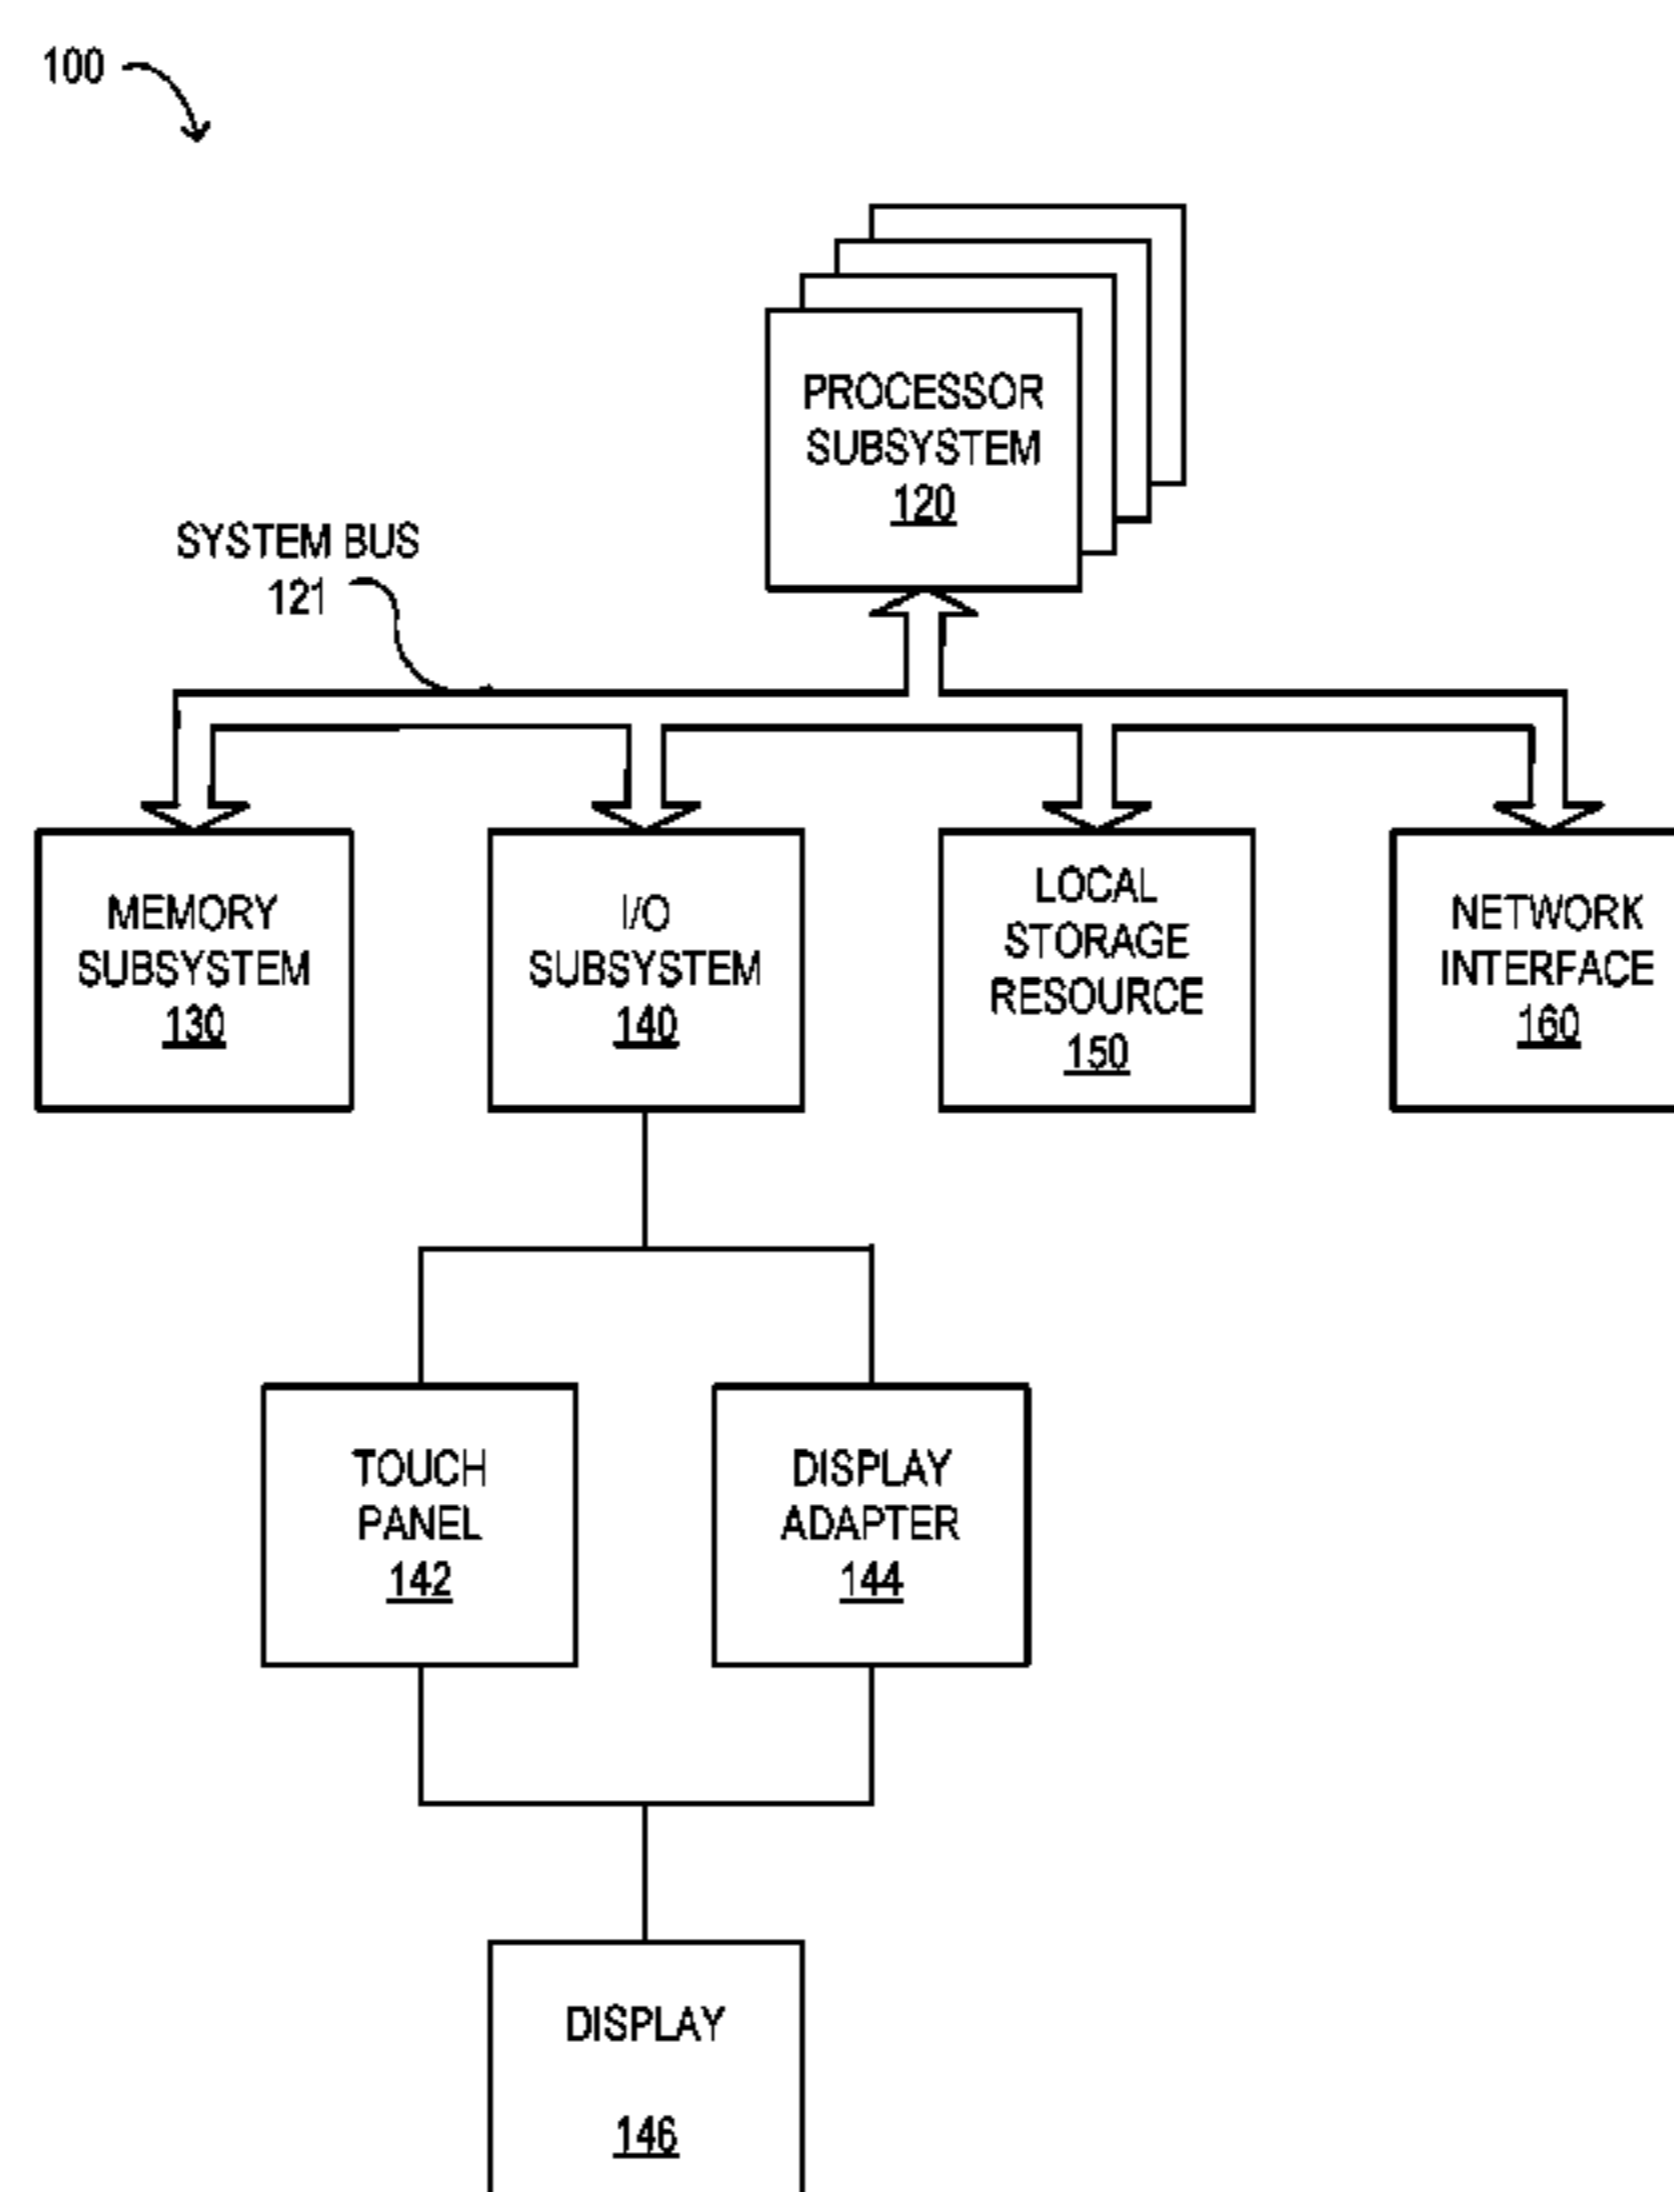 100
PROCESSOR
SUBSYSTEM
120
SYSTEM BUS
121
MEMORY
SUBSYSTEM
130
I/O
SUBSYSTEM
140
LOCAL
STORAGE
RESOURCE
150
NETWORK
INTERFACE
160
TOUCH
PANEL
142
DISPLAY
ADAPTER
144
DISPLAY
146